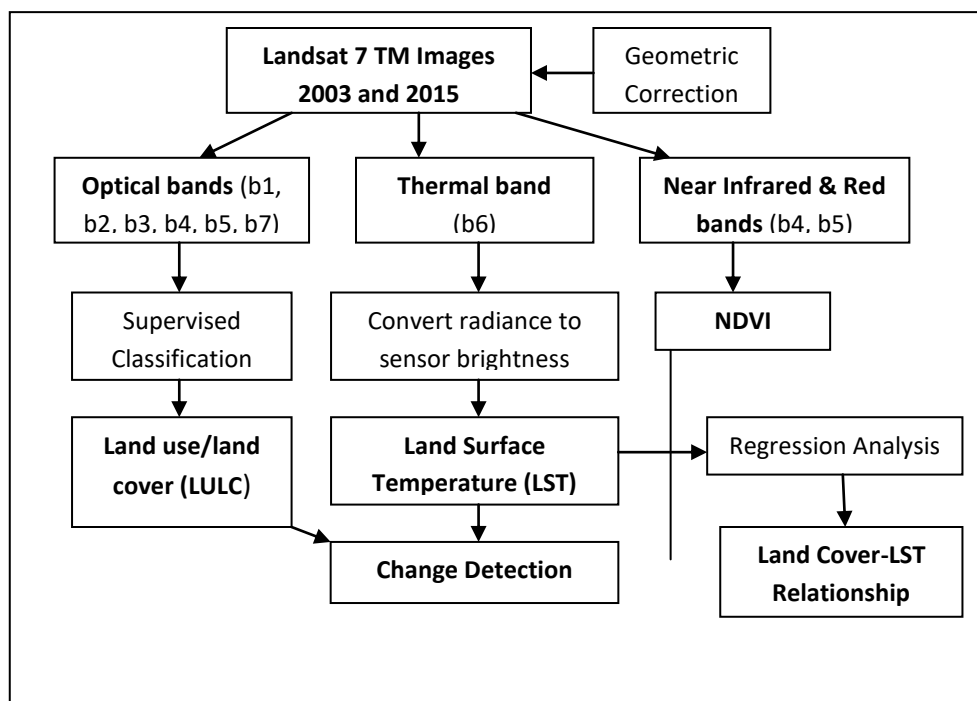 Landsat 7 TM Images
2003 and 2015
Geometric
Correction
Optical bands (b1,
b2, b3, b4, b5, b7)
Thermal band
(b6)
Near Infrared & Red
bands (b4, b5)
Supervised
Classification
Convert radiance to
sensor brightness
NDVI
Land use/land
cover (LULC)
Land Surface
Temperature (LST)
Regression Analysis
Change Detection
Land Cover-LST
Relationship